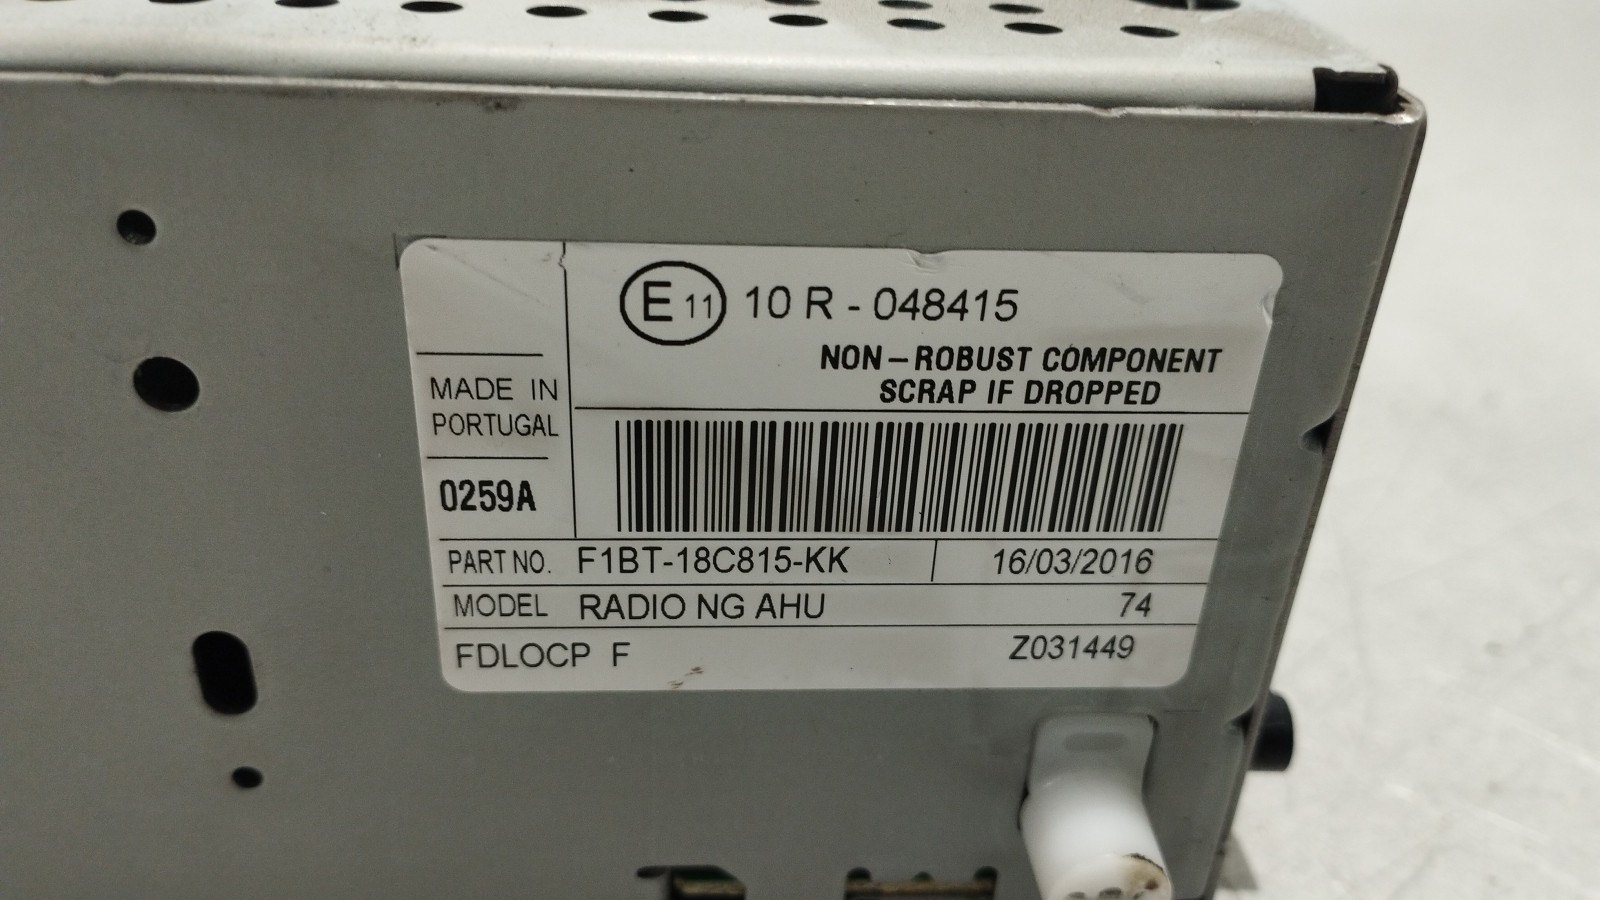 E11 10 R - 048415
NON-ROBUST COMPONENT
SCRAP IF DROPPED
MADE IN
PORTUGAL
0259A
PART NO. F1BT-18C815-KK 16/03/2016
MODEL RADIO NG AHU 74
FDLOCP F Z031449